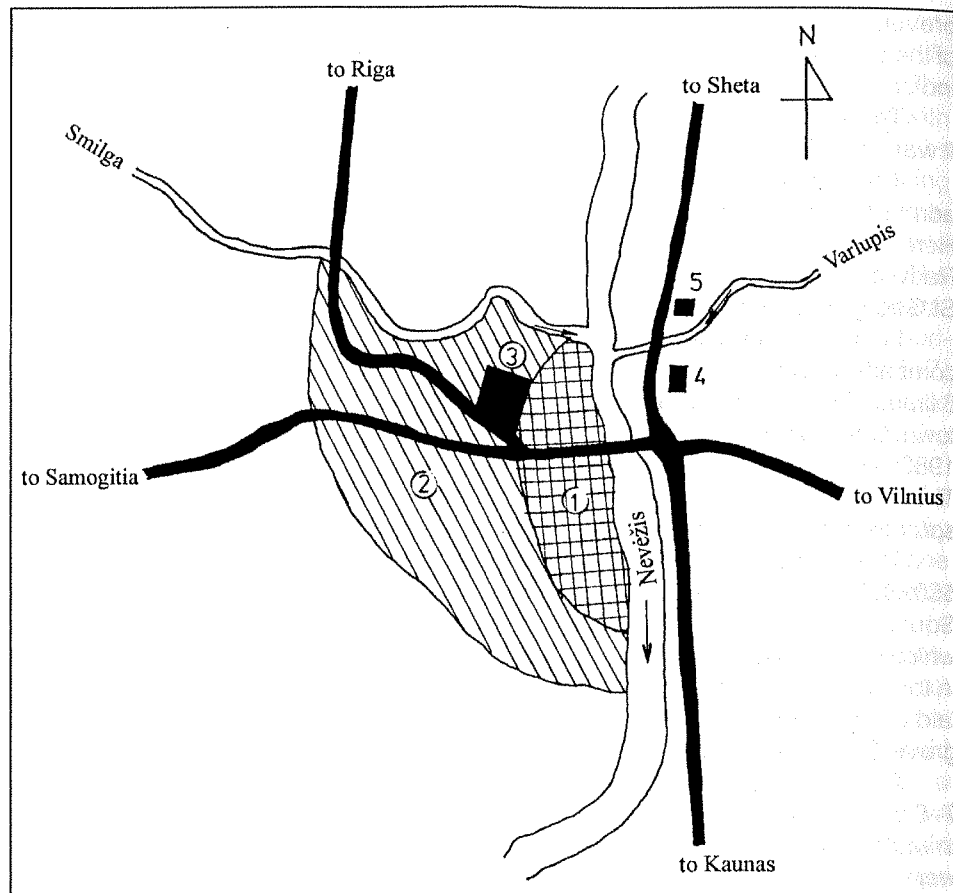 N
to Riga
to Sheta
Smilga
Varlupis
5
3
4
to Samogitia
2
1
to Vilnius
Nevėžis
to Kaunas